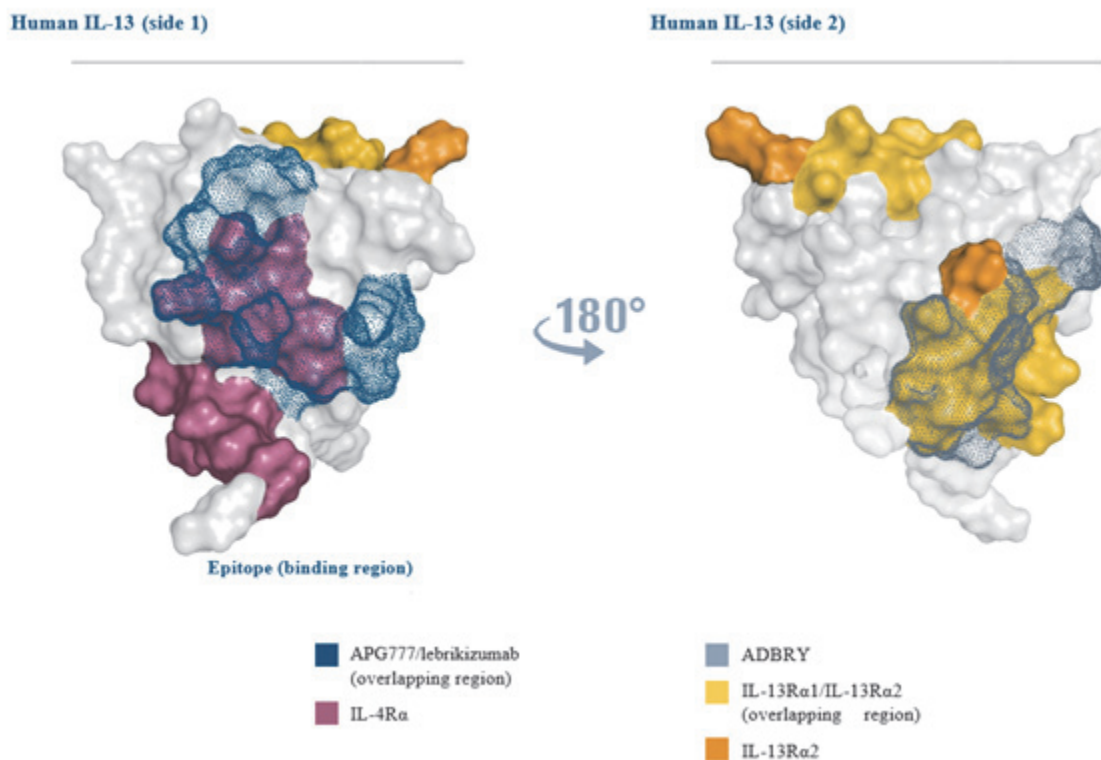 Human IL-13 (side 1)
Human IL-13 (side 2)
180°
Epitope (binding region)
APG777/lebrikizumab
(overlapping region)
IL-4Rα
ADBRY
IL-13Rα1/IL-13Rα2
(overlapping region)
IL-13Rα2